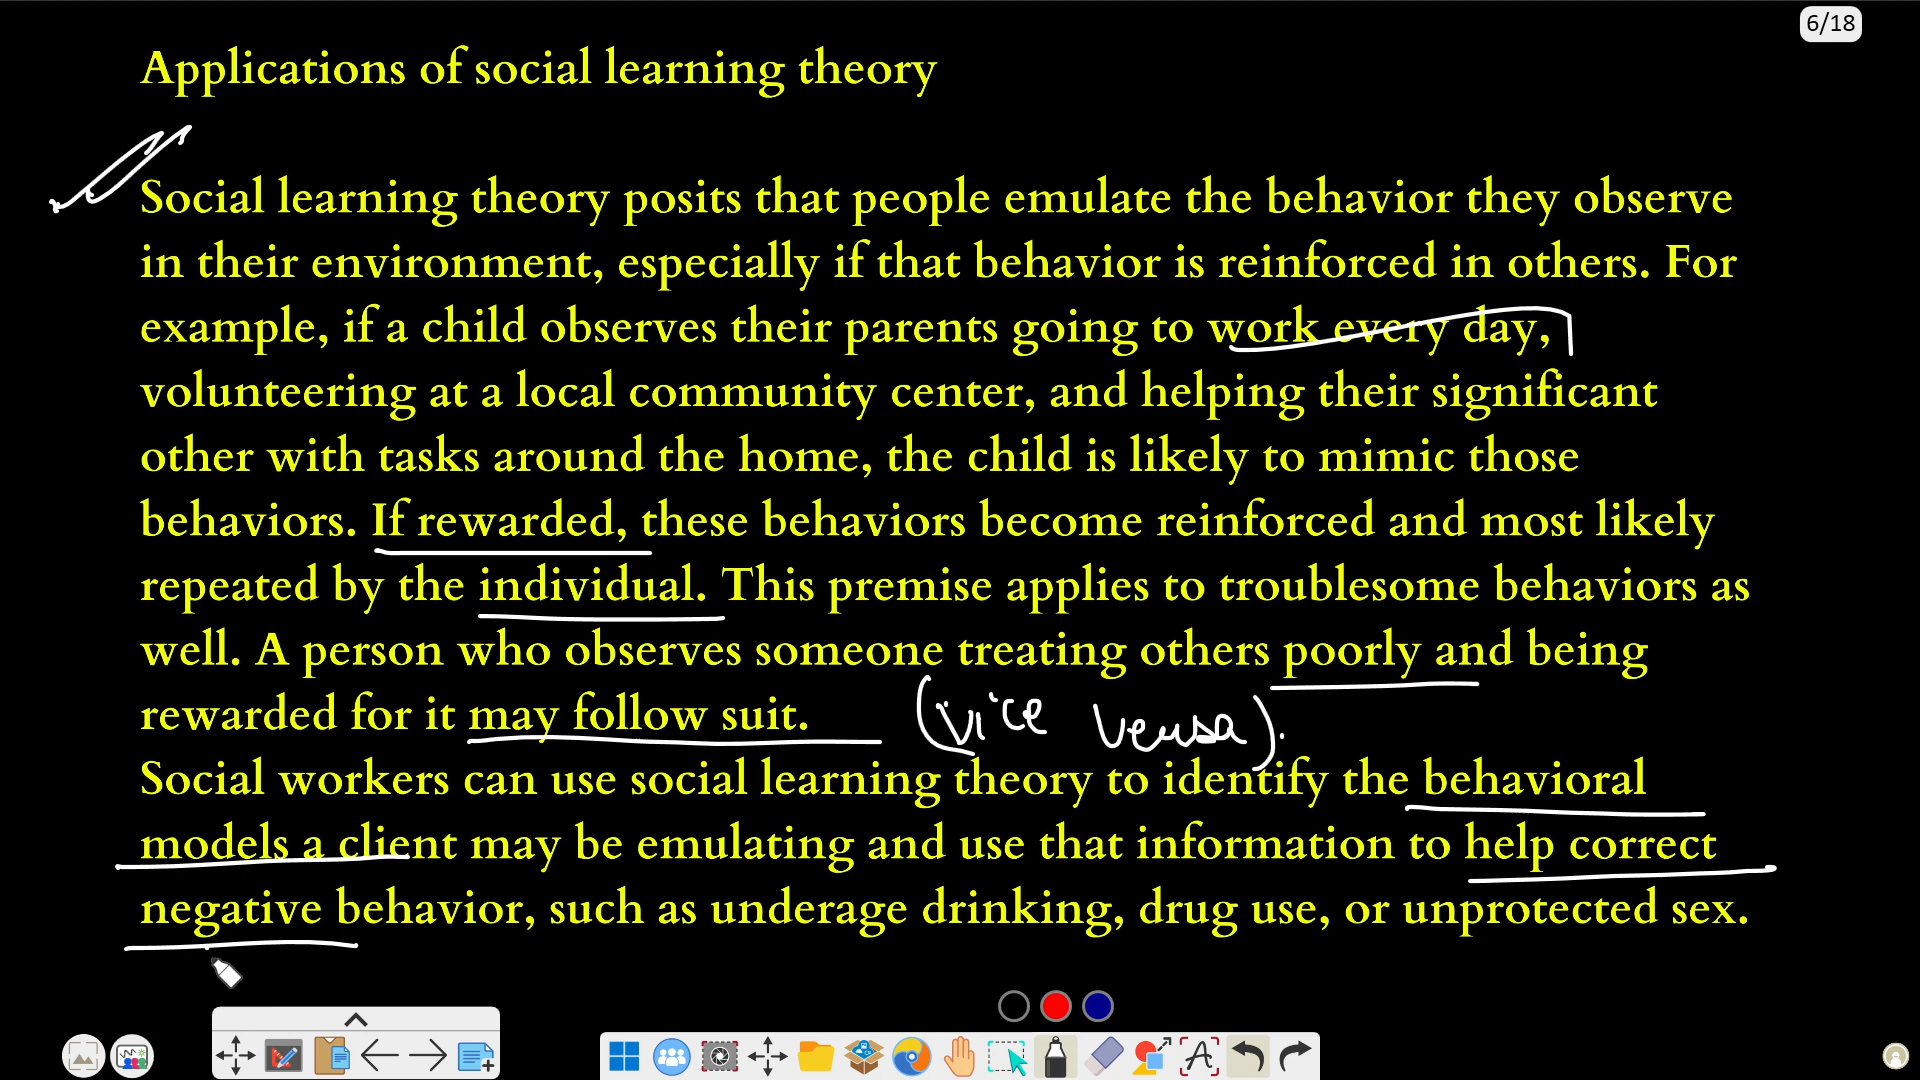 6/18
Applications of social learning theory
Social learning theory posits that people emulate the behavior they observe
in their environment, especially if that behavior is reinforced in others. For
example, if a child observes their parents going to work every day,
volunteering at a local community center, and helping their significant
other with tasks around the home, the child is likely to mimic those
behaviors. If rewarded, these behaviors become reinforced and most likely
repeated by the individual. This premise applies to troublesome behaviors as
well. A person who observes someone treating others poorly and being
rewarded for it may follow suit. (vice versa).
Social workers can use social learning theory to identify the behavioral
models a client may be emulating and use that information to help correct
negative behavior, such as underage drinking, drug use, or unprotected sex.